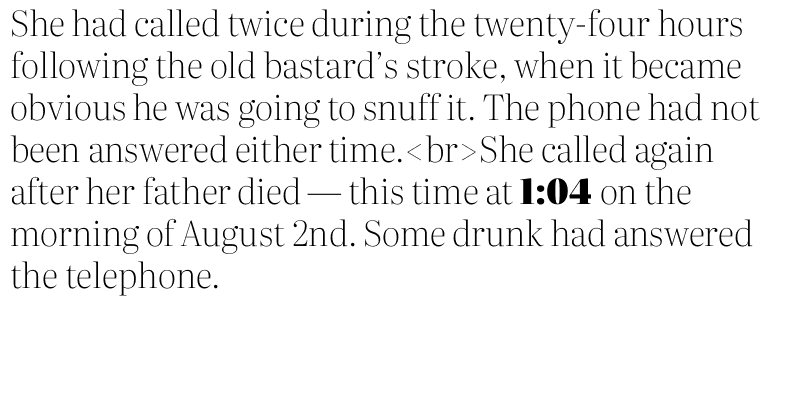 She had called twice during the twenty-four hours
following the old bastard’s stroke, when it became
obvious he was going to snuff it. The phone had not
been answered either time.<br>She called again
after her father died — this time at 1:04 on the
morning of August 2nd. Some drunk had answered
the telephone.